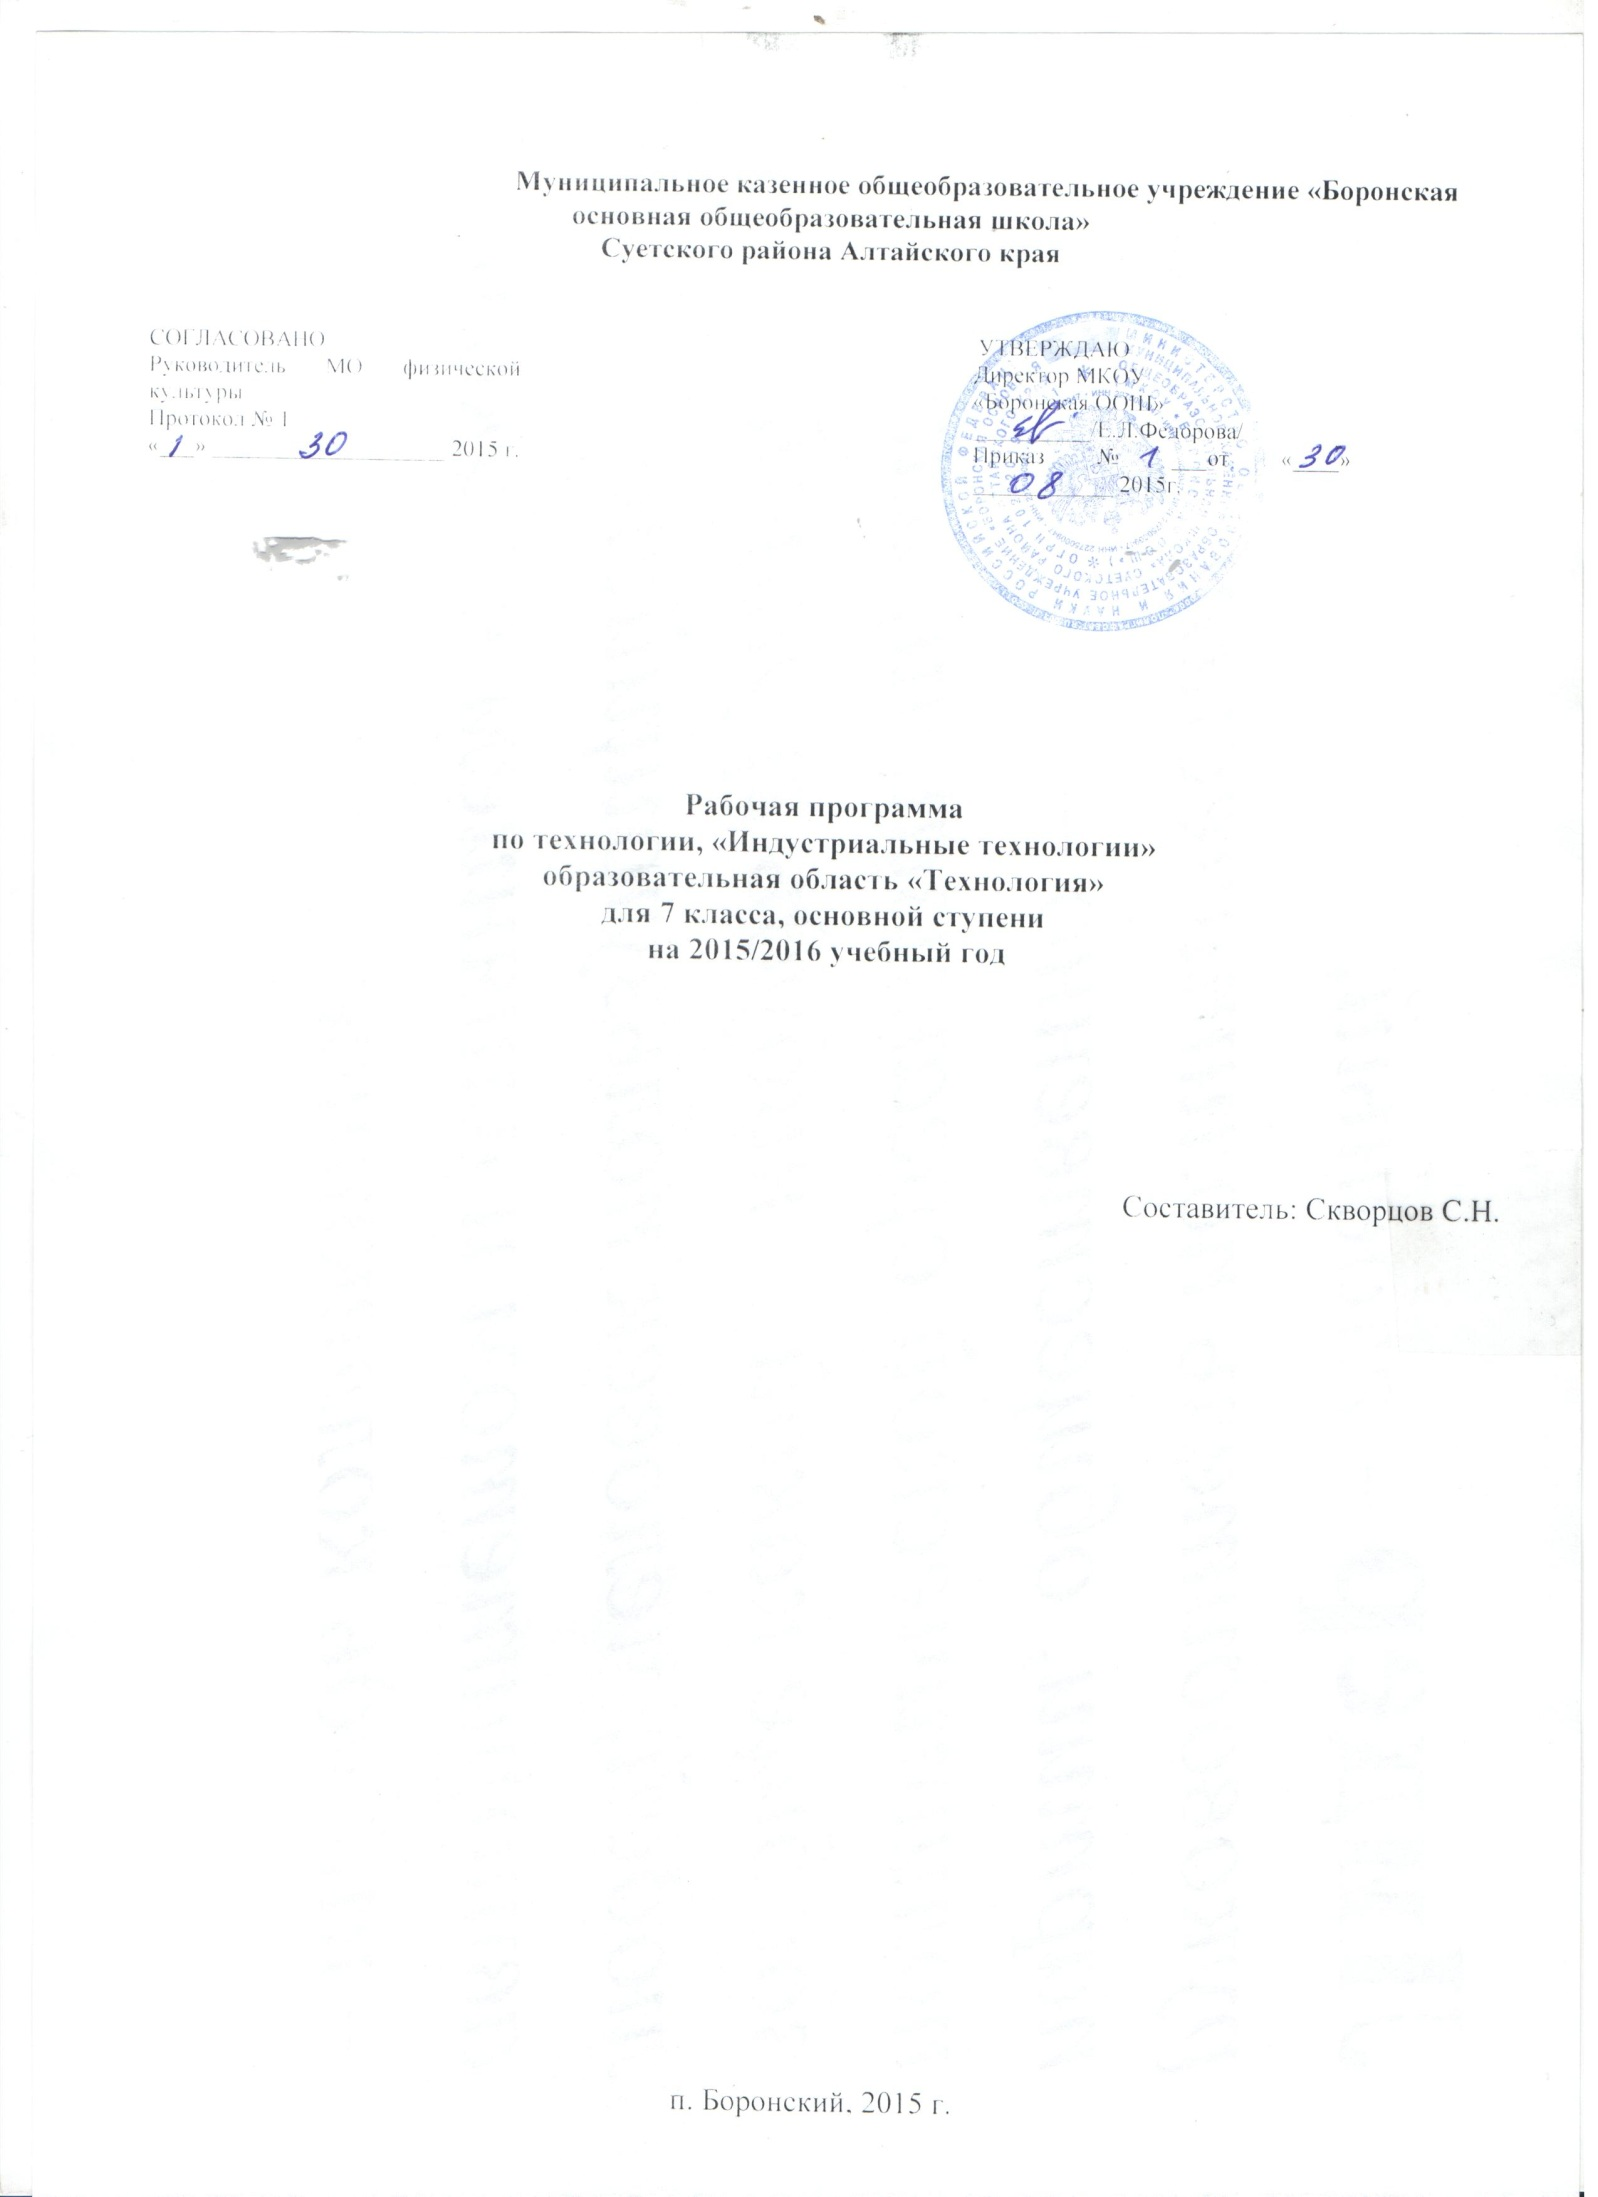 Муниципальное казенное общеобразовательное учреждение «Боронская
основная общеобразовательная школа»
Суетского района Алтайского края
СОГЛАСОВАНО
Руководитель МО физической
культуры
Протокол № 1
« 1 » 30 2015 г.
УТВЕРЖДАЮ
Директор МКОУ
«Боронская ООШ»
/Е.Л.Федорова/
Приказ № 1 от « 30 »
08 2015г.
Рабочая программа
по технологии, «Индустриальные технологии»
образовательная область «Технология»
для 7 класса, основной ступени
на 2015/2016 учебный год
Составитель: Скворцов С.Н.
п. Боронский, 2015 г.